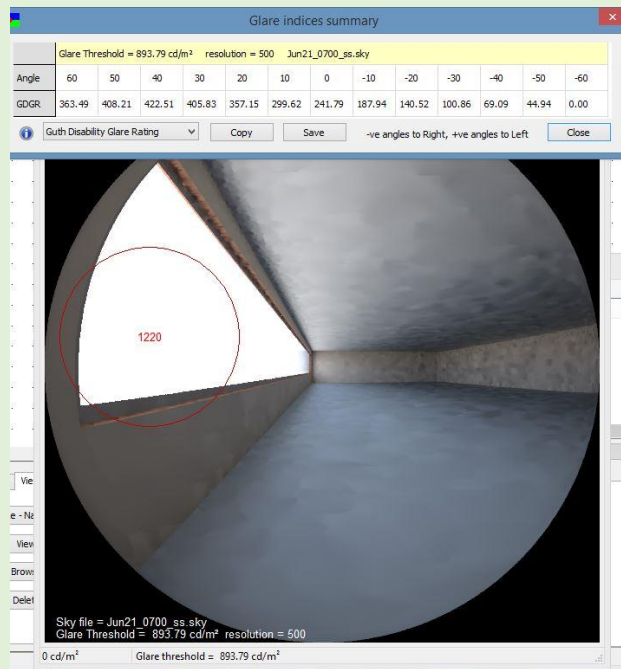 Glare indices summary
Glare Threshold = 893.79 cd/m² resolution = 500 Jun21_0700_ss.sky
Angle 60 50 40 30 20 10 0 -10 -20 -30 -40 -50 -60
GDGR 363.49 408.21 422.51 405.83 357.15 299.62 241.79 187.94 140.52 100.86 69.09 44.94 0.00
Guth Disability Glare Rating Copy Save -ve angles to Right, +ve angles to Left Close
1220
Vie
e - Na
View
Brow
Delet
Sky file = Jun21_0700_ss.sky
Glare Threshold = 893.79 cd/m² resolution = 500
0 cd/m² Glare threshold = 893.79 cd/m²